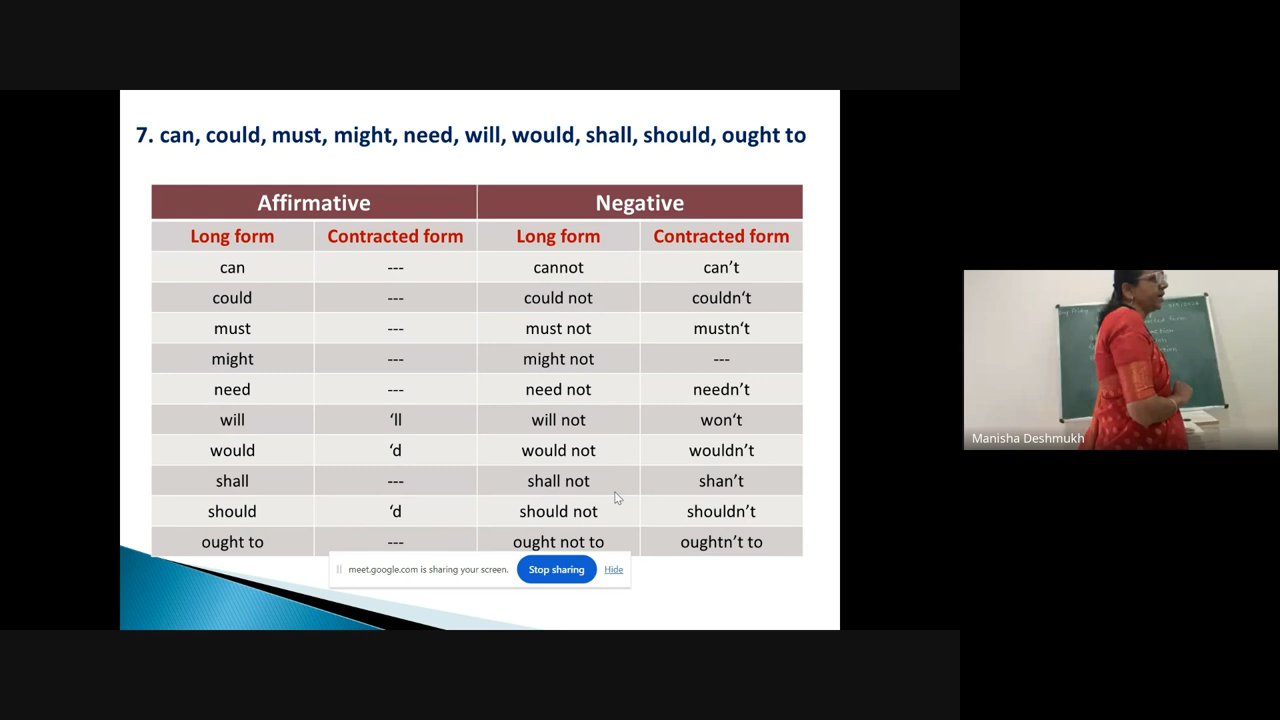 7. can, could, must, might, need, will, would, shall, should, ought to
Affirmative Negative
Long form Contracted form Long form Contracted form
can --- cannot can’t
could --- could not couldn‘t
must --- must not mustn‘t
might --- might not ---
need --- need not needn’t
will ‘ll will not won‘t
would ‘d would not wouldn’t
shall --- shall not shan’t
should ‘d should not shouldn’t
ought to --- ought not to oughtn’t to
meet.google.com is sharing your screen. Stop sharing Hide
Manisha Deshmukh